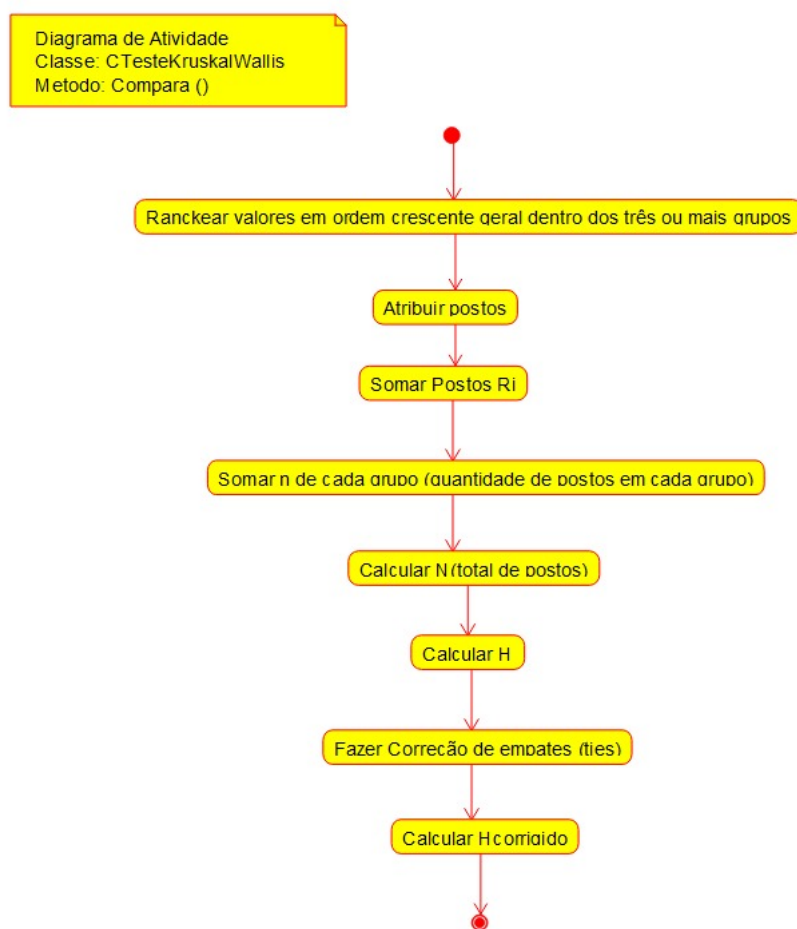 Diagrama de Atividade
Classe: CTesteKruskalWallis
Metodo: Compara ()
Ranckear valores em ordem crescente geral dentro dos três ou mais grupos
Atribuir postos
Somar Postos Ri
Somar n de cada grupo (quantidade de postos em cada grupo)
Calcular N(total de postos)
Calcular H
Fazer Correção de empates (ties)
Calcular Hcorrigido